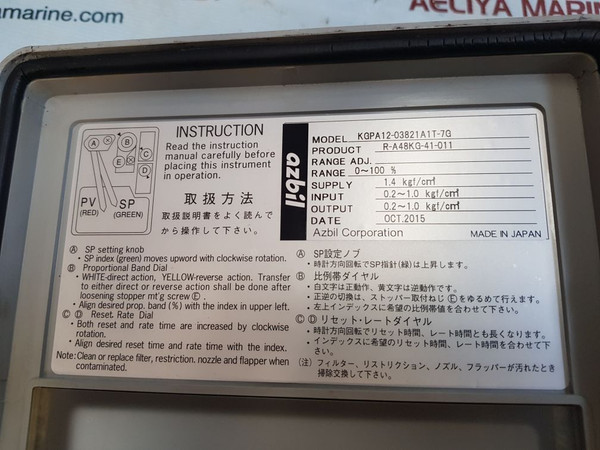 amarine.com
AELIYA MARIN
INSTRUCTION
Read the instruction
manual carefully before
placing this instrument
in operation.
取扱方法
取扱説明書をよく読んで
から操作して下さい。
A
B
C
D
E
PV
(RED)
SP
(GREEN)
azbil
MODEL KGPA12-03821A1T-7G
PRODUCT R-A48KG-41-011
RANGE ADJ.
RANGE 0~100 %
SUPPLY 1.4 kgf/cm²
INPUT 0.2~1.0 kgf/cm²
OUTPUT 0.2~1.0 kgf/cm²
DATE OCT.2015
Azbil Corporation MADE IN JAPAN
Ⓐ SP setting knob
・SP index (green) moves upword with clockwise rotation.
Ⓑ Proportional Band Dial
・WHITE-direct action, YELLOW-reverse action. Transfer
to either direct or reverse action should be done after
loosening stopper mt'g screw Ⓔ.
・Align desired prop. band (%) with the index in upper left.
Ⓒ Ⓓ Reset. Rate Dial
・Both reset and rate time are increased by clockwise
rotation.
・Align desired reset and rate time with the index.
Note:Clean or replace filter, restriction. nozzle and flapper when
contaminated.
Ⓐ SP設定ノブ
・時計方向回転でSP指針(緑)は上昇します。
Ⓑ 比例帯ダイヤル
・白文字は正動作、黄文字は逆動作です。
・正逆の切換は、ストッパー取付ねじⒺをゆるめて行えます。
・左上インデックスに希望の比例帯値を合わせて下さい。
ⒸⒹリセット・レートダイヤル
・時計方向回転でリセット時間、レート時間とも長くなります。
・インデックスに希望のリセット時間、レート時間を合わせて下
さい。
(注) フィルター、リストリクション、ノズル、フラッパーが汚れたとき
掃除交換して下さい。